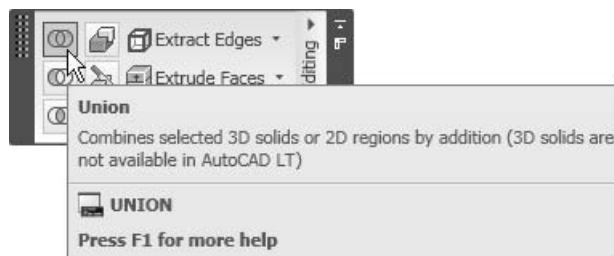 Extract Edges
Extrude Faces
diting
Union
Combines selected 3D solids or 2D regions by addition (3D solids are
not available in AutoCAD LT)
UNION
Press F1 for more help